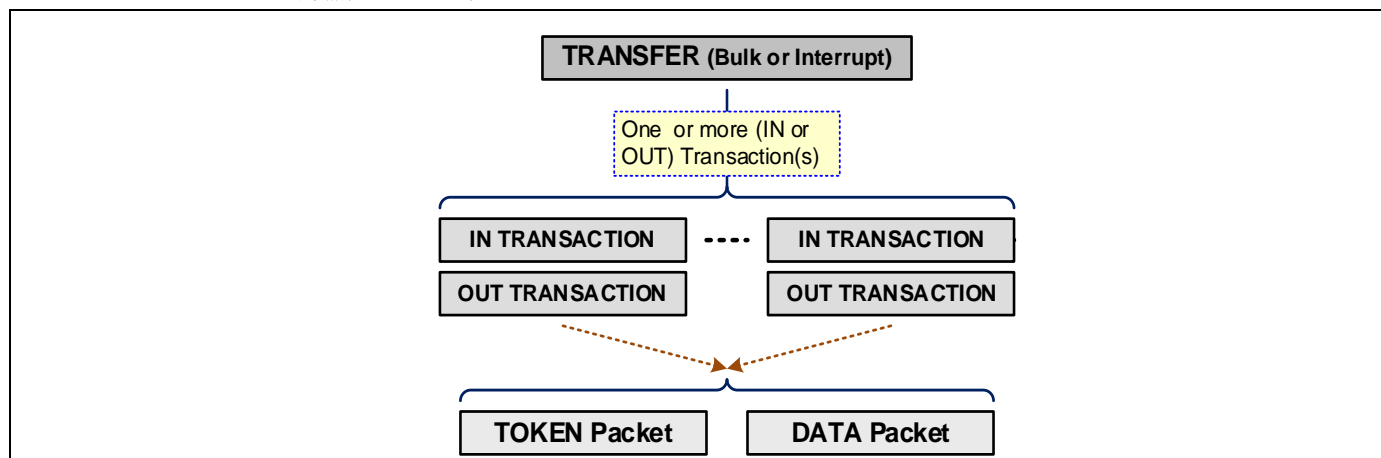 TRANSFER (Bulk or Interrupt)
One or more (IN or
OUT) Transaction(s)
IN TRANSACTION
IN TRANSACTION
OUT TRANSACTION
OUT TRANSACTION
TOKEN Packet
DATA Packet